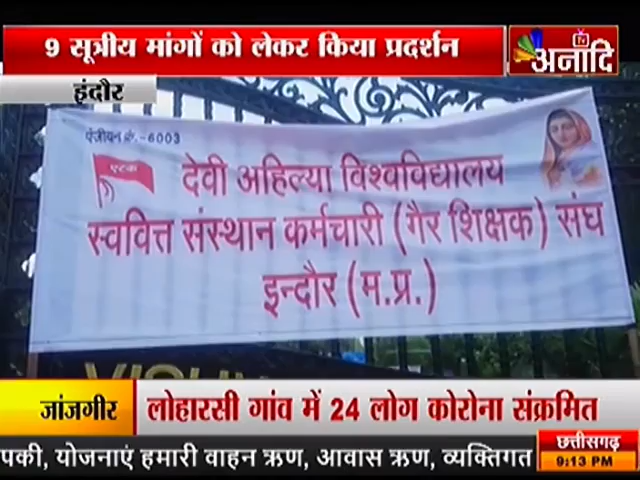 9 सूत्रीय मांगों को लेकर किया प्रदर्शन
TV
अनादि
इंदौर
पंजीयन क्रं.-6003
एटक
देवी अहिल्या विश्वविद्यालय
स्ववित्त संस्थान कर्मचारी (गैर शिक्षक) संघ
इन्दौर (म.प्र.)
जांजगीर
लोहारसी गांव में 24 लोग कोरोना संक्रमित
छत्तीसगढ़
पकी, योजनाएं हमारी वाहन ऋण, आवास ऋण, व्यक्तिगत
9:13 PM